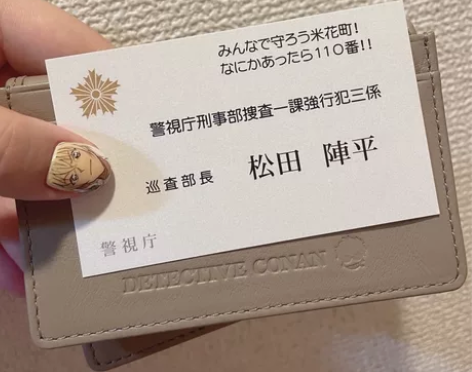 みんなで守ろう米花町!
なにかあったら110番!!
警視庁刑事部捜査一課強行犯三係
巡査部長 松田 陣平
警視庁
DETECTIVE CONAN